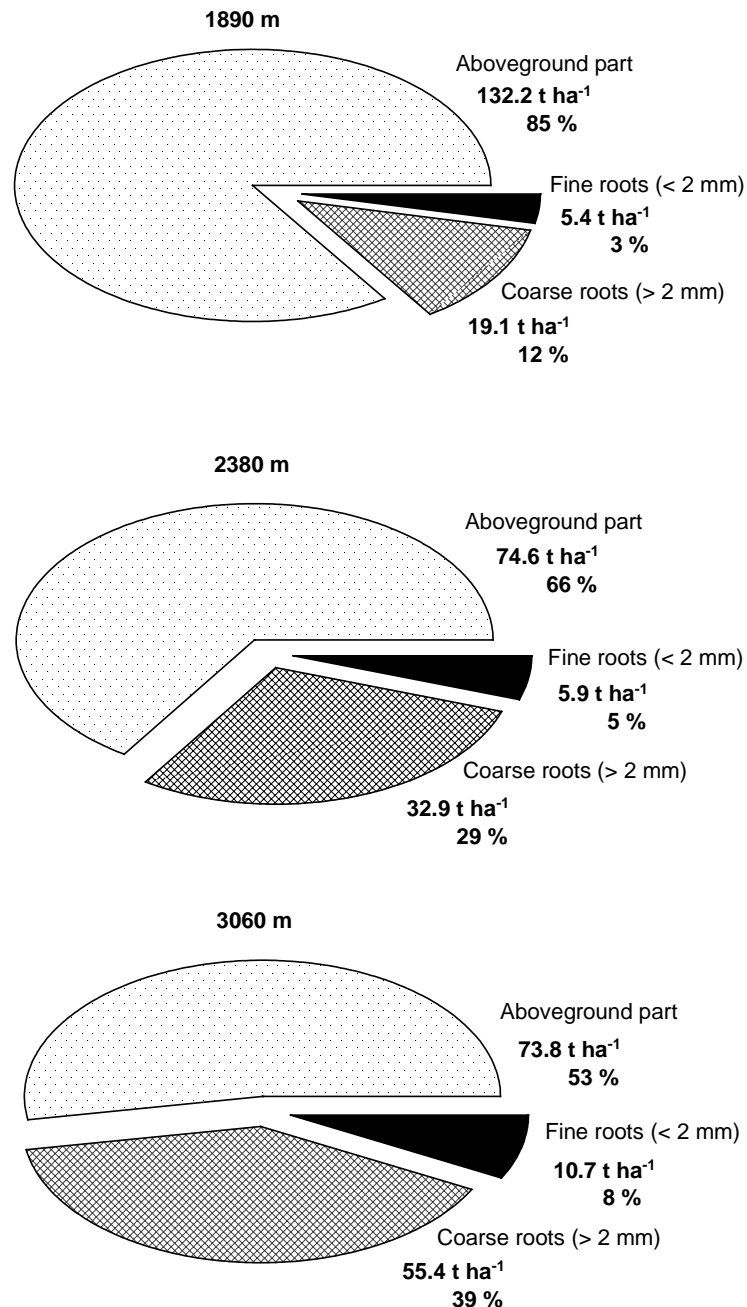 1890 m
Aboveground part
132.2 t ha⁻¹
85 %
Fine roots (< 2 mm)
5.4 t ha⁻¹
3 %
Coarse roots (> 2 mm)
19.1 t ha⁻¹
12 %
2380 m
Aboveground part
74.6 t ha⁻¹
66 %
Fine roots (< 2 mm)
5.9 t ha⁻¹
5 %
Coarse roots (> 2 mm)
32.9 t ha⁻¹
29 %
3060 m
Aboveground part
73.8 t ha⁻¹
53 %
Fine roots (< 2 mm)
10.7 t ha⁻¹
8 %
Coarse roots (> 2 mm)
55.4 t ha⁻¹
39 %